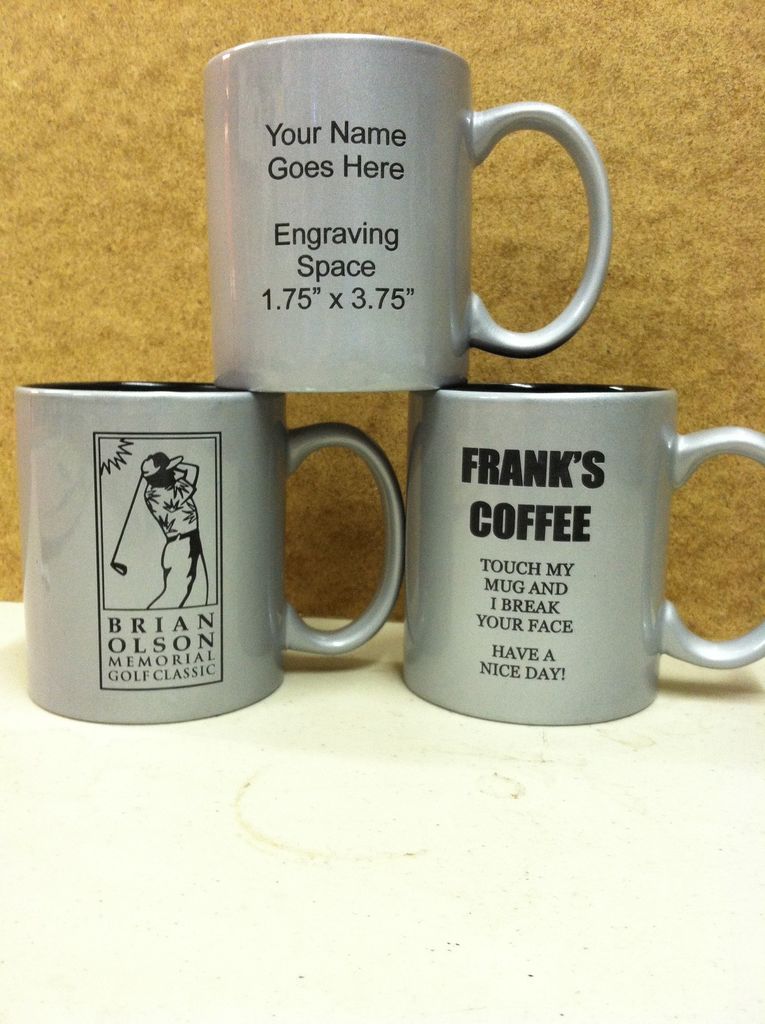 Your Name
Goes Here
Engraving
Space
1.75” x 3.75”
BRIAN
OLSON
MEMORIAL
GOLF CLASSIC
FRANK'S
COFFEE
TOUCH MY
MUG AND
I BREAK
YOUR FACE
HAVE A
NICE DAY!